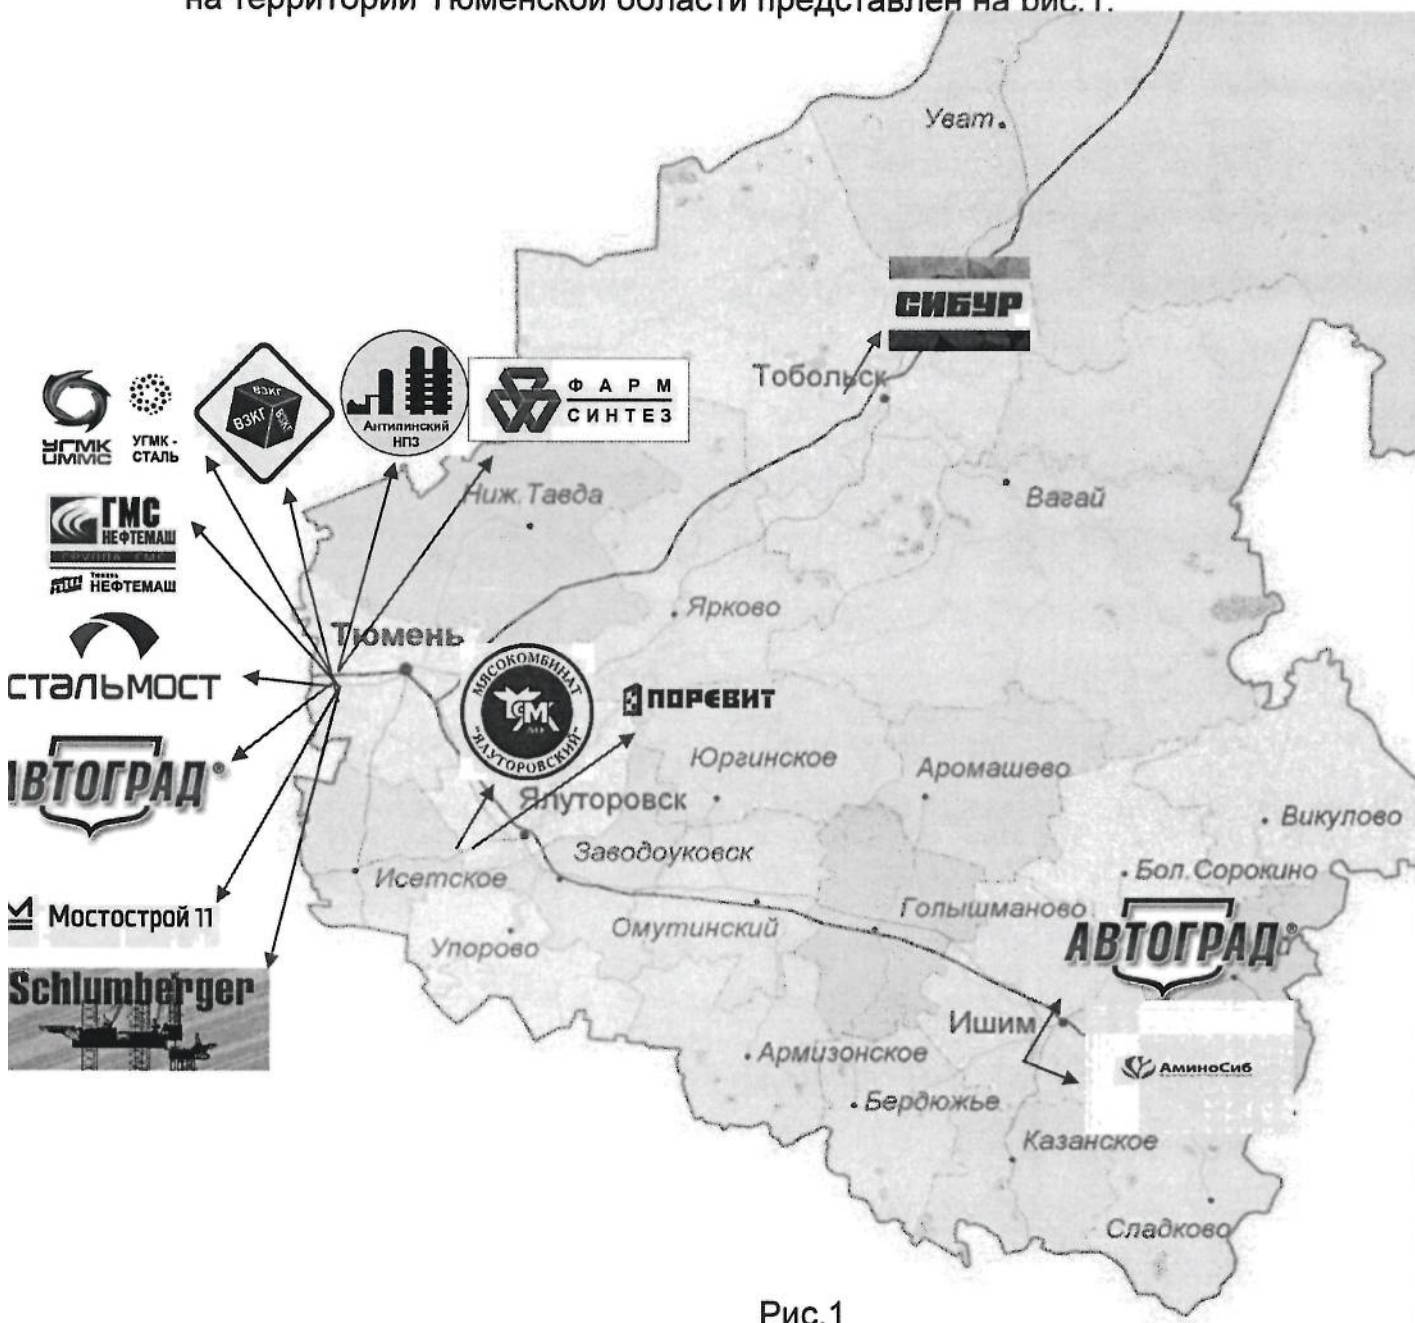 на территории Тюменской области представлен на рис.1.
Уват
СИБУР
Тобольск
УГМК
UMMC
УГМК -
СТАЛЬ
ВЗКГ
ВЗКГ
ВЗКГ
Антипинский
НПЗ
ФАРМ
СИНТЕЗ
Ниж.Тавда
Вагай
ГМС
НЕФТЕМАШ
ГРУППА ГМС
Тюмень
НЕФТЕМАШ
Ярково
Тюмень
СТАЛЬМОСТ
МЯСОКОМБИНАТ
"ЯЛУТОРОВСКИЙ"
ПОРЕВИТ
АВТОГРАД®
Юргинское
Аромашево
Ялуторовск
Викулово
Заводоуковск
Исетское
Бол.Сорокино
Мостострой 11
Голышманово
Омутинский
Упорово
АВТОГРАД®
Schlumberger
Ишим
Армизонское
АминоСиб
Бердюжье
Казанское
Сладково
Рис.1